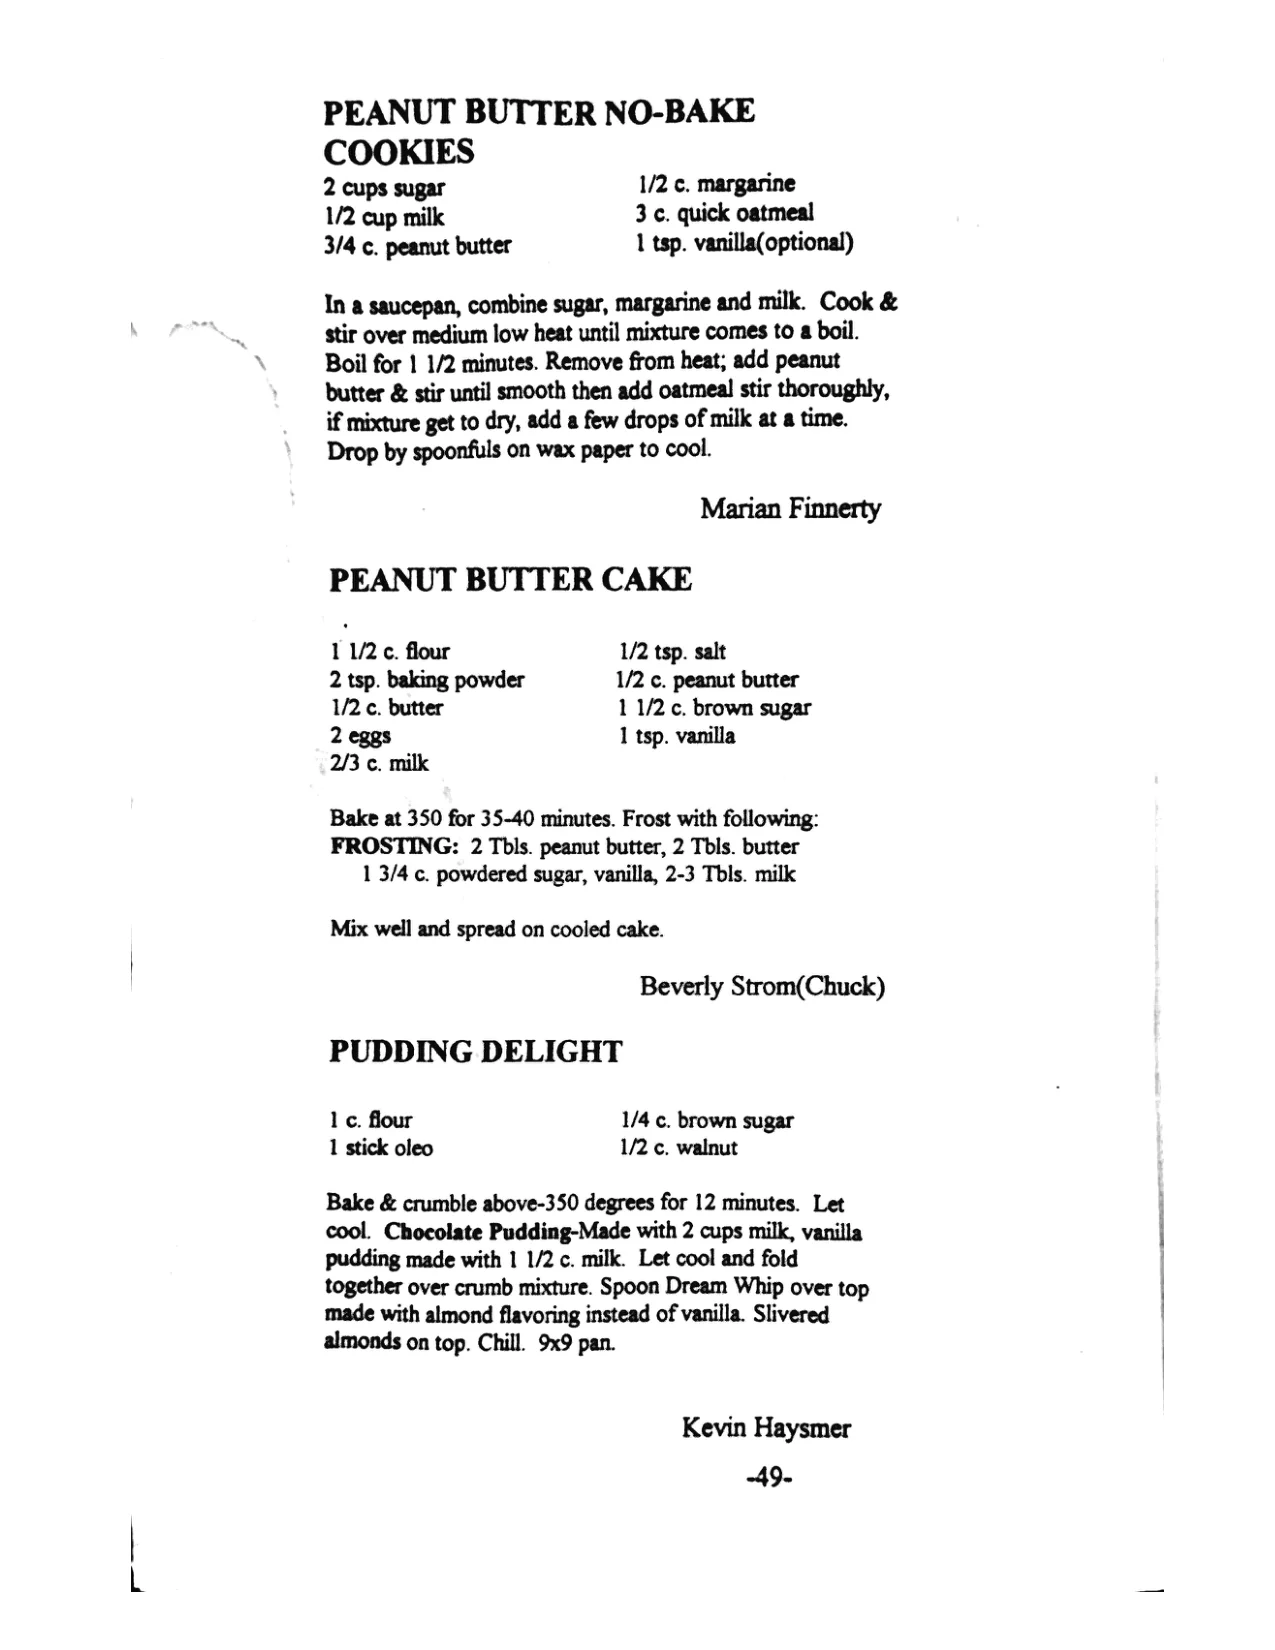 PEANUT BUTTER NO-BAKE
COOKIES
2 cups sugar 1/2 c. margarine
1/2 cup milk 3 c. quick oatmeal
3/4 c. peanut butter 1 tsp. vanilla(optional)
In a saucepan, combine sugar, margarine and milk. Cook &
stir over medium low heat until mixture comes to a boil.
Boil for 1 1/2 minutes. Remove from heat; add peanut
butter & stir until smooth then add oatmeal stir thoroughly,
if mixture get to dry, add a few drops of milk at a time.
Drop by spoonfuls on wax paper to cool.
Marian Finnerty
PEANUT BUTTER CAKE
1 1/2 c. flour 1/2 tsp. salt
2 tsp. baking powder 1/2 c. peanut butter
1/2 c. butter 1 1/2 c. brown sugar
2 eggs 1 tsp. vanilla
2/3 c. milk
Bake at 350 for 35-40 minutes. Frost with following:
FROSTING: 2 Tbls. peanut butter, 2 Tbls. butter
1 3/4 c. powdered sugar, vanilla, 2-3 Tbls. milk
Mix well and spread on cooled cake.
Beverly Strom(Chuck)
PUDDING DELIGHT
1 c. flour 1/4 c. brown sugar
1 stick oleo 1/2 c. walnut
Bake & crumble above-350 degrees for 12 minutes. Let
cool. Chocolate Pudding-Made with 2 cups milk, vanilla
pudding made with 1 1/2 c. milk. Let cool and fold
together over crumb mixture. Spoon Dream Whip over top
made with almond flavoring instead of vanilla. Slivered
almonds on top. Chill. 9x9 pan.
Kevin Haysmer
-49-